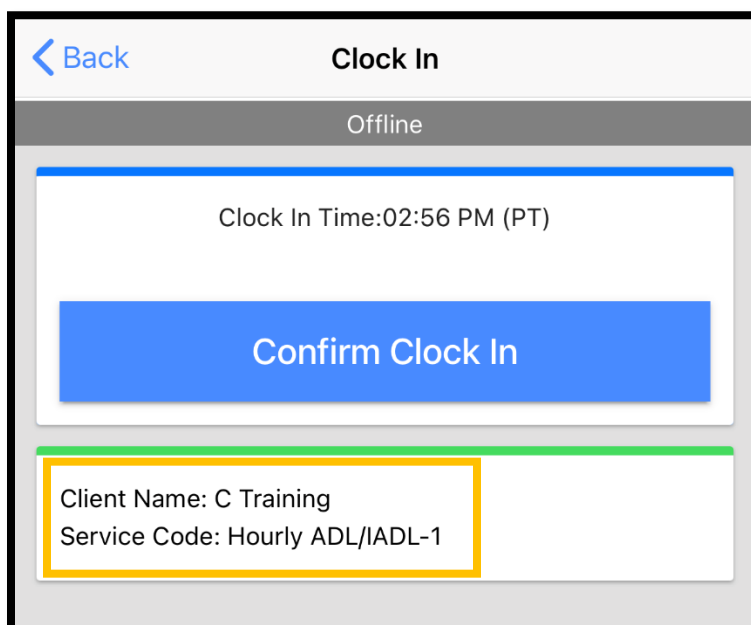 Back
Clock In
Offline
Clock In Time:02:56 PM (PT)
Confirm Clock In
Client Name: C Training
Service Code: Hourly ADL/IADL-1